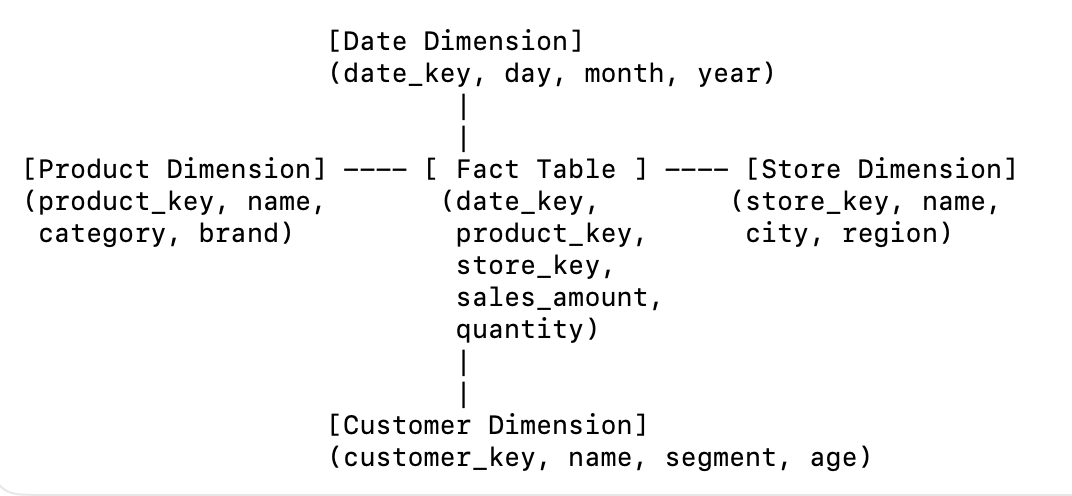 [Date Dimension]
(date_key, day, month, year)
|
|
[Product Dimension] ---- [ Fact Table ] ---- [Store Dimension]
(product_key, name, (date_key, (store_key, name,
category, brand) product_key, city, region)
store_key,
sales_amount,
quantity)
|
|
[Customer Dimension]
(customer_key, name, segment, age)